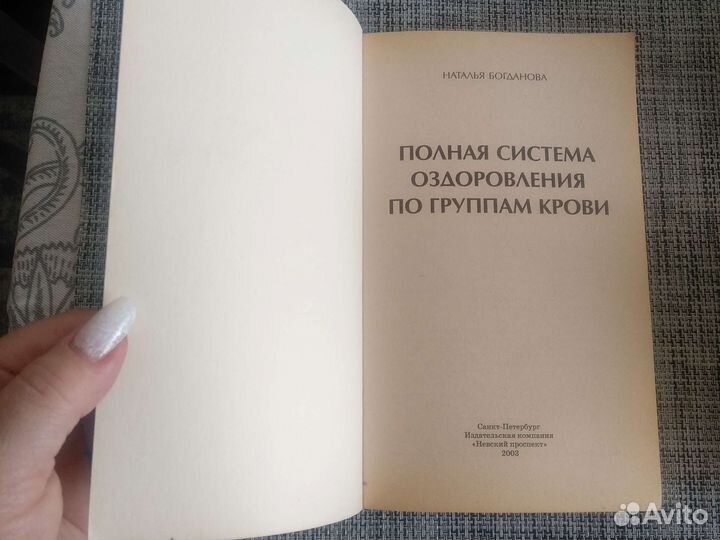 НАТАЛЬЯ БОГДАНОВА
ПОЛНАЯ СИСТЕМА
ОЗДОРОВЛЕНИЯ
ПО ГРУППАМ КРОВИ
Санкт-Петербург
Издательская компания
«Невский проспект»
2003
Avito